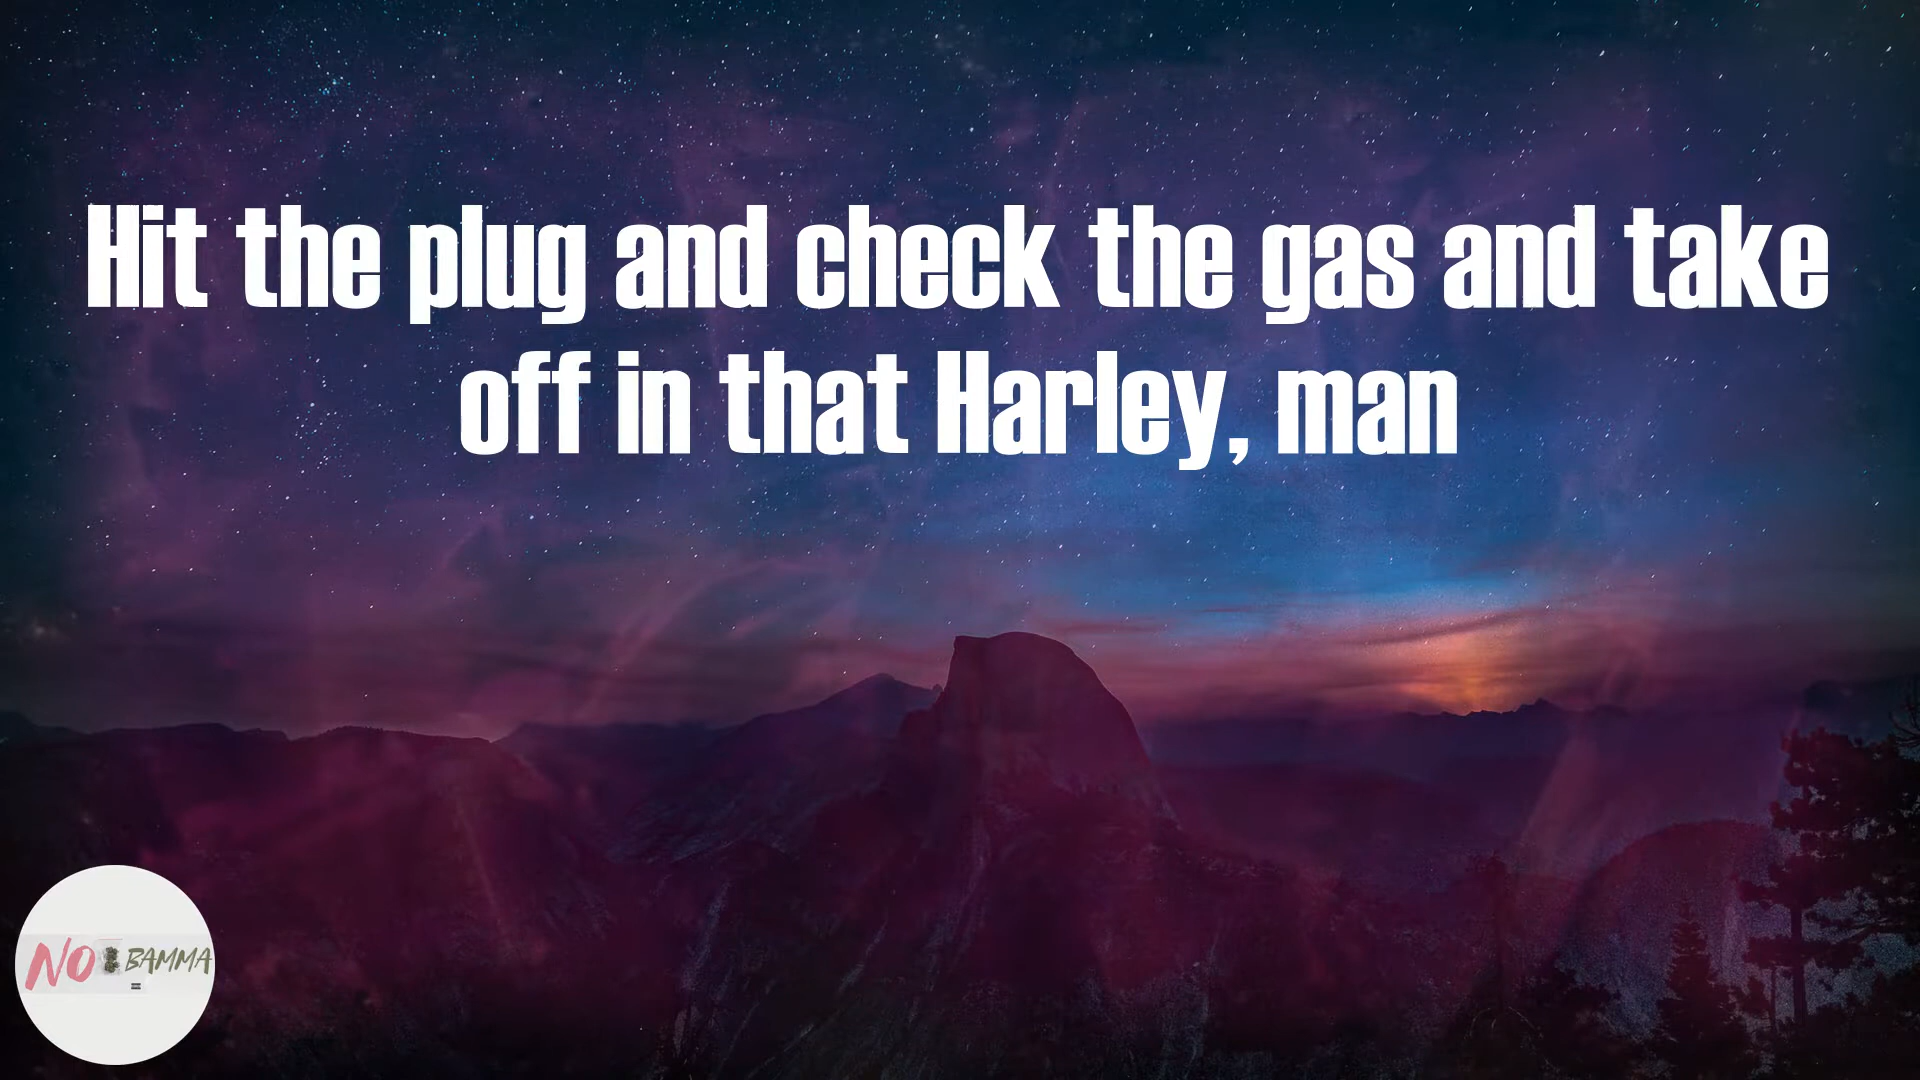 Hit the plug and check the gas and take
off in that Harley, man
NO BAMMA